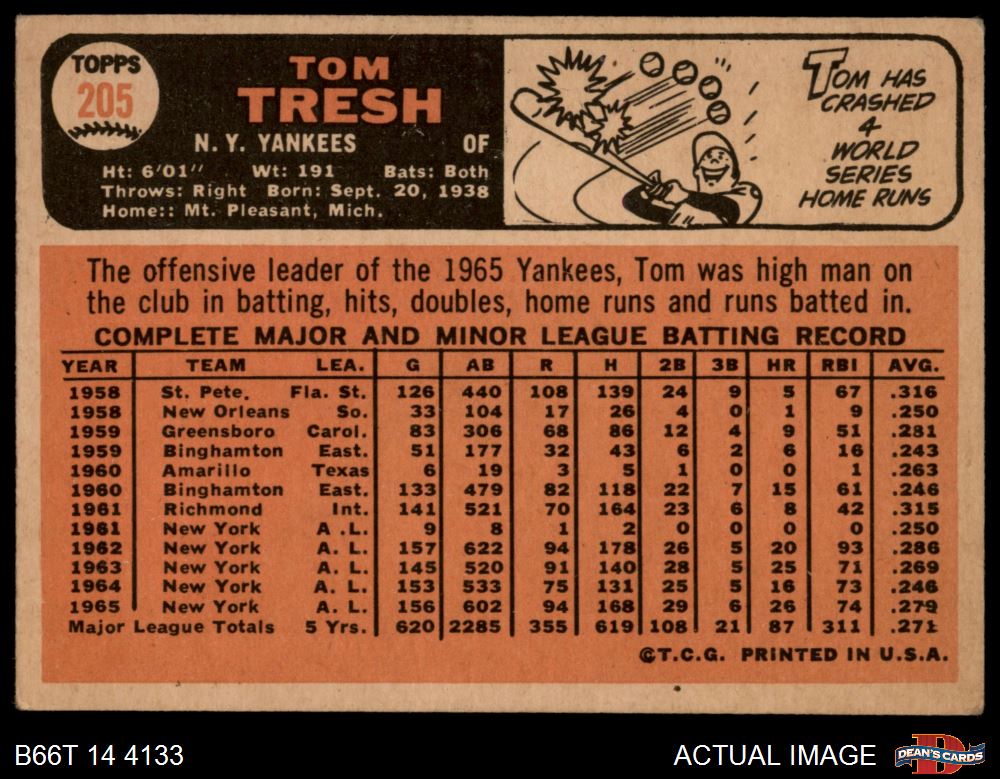 TOPPS
205
TOM
TRESH
N. Y. YANKEES OF
Ht: 6'01" Wt: 191 Bats: Both
Throws: Right Born: Sept. 20, 1938
Home:: Mt. Pleasant, Mich.
TOM HAS
CRASHED
4
WORLD
SERIES
HOME RUNS
The offensive leader of the 1965 Yankees, Tom was high man on
the club in batting, hits, doubles, home runs and runs batted in.
COMPLETE MAJOR AND MINOR LEAGUE BATTING RECORD
YEAR TEAM LEA. G AB R H 2B 3B HR RBI AVG.
1958 St. Pete. Fla. St. 126 440 108 139 24 9 5 67 .316
1958 New Orleans So. 33 104 17 26 4 0 1 9 .250
1959 Greensboro Carol. 83 306 68 86 12 4 9 51 .281
1959 Binghamton East. 51 177 32 43 6 2 6 16 .243
1960 Amarillo Texas 6 19 3 5 1 0 0 1 .263
1960 Binghamton East. 133 479 82 118 22 7 15 61 .246
1961 Richmond Int. 141 521 70 164 23 6 8 42 .315
1961 New York A .L. 9 8 1 2 0 0 0 0 .250
1962 New York A. L. 157 622 94 178 26 5 20 93 .286
1963 New York A. L. 145 520 91 140 28 5 25 71 .269
1964 New York A. L. 153 533 75 131 25 5 16 73 .246
1965 New York A. L. 156 602 94 168 29 6 26 74 .279
Major League Totals 5 Yrs. 620 2285 355 619 108 21 87 311 .271
©T.C.G. PRINTED IN U.S.A.
B66T 14 4133 ACTUAL IMAGE
DEAN'S CARDS